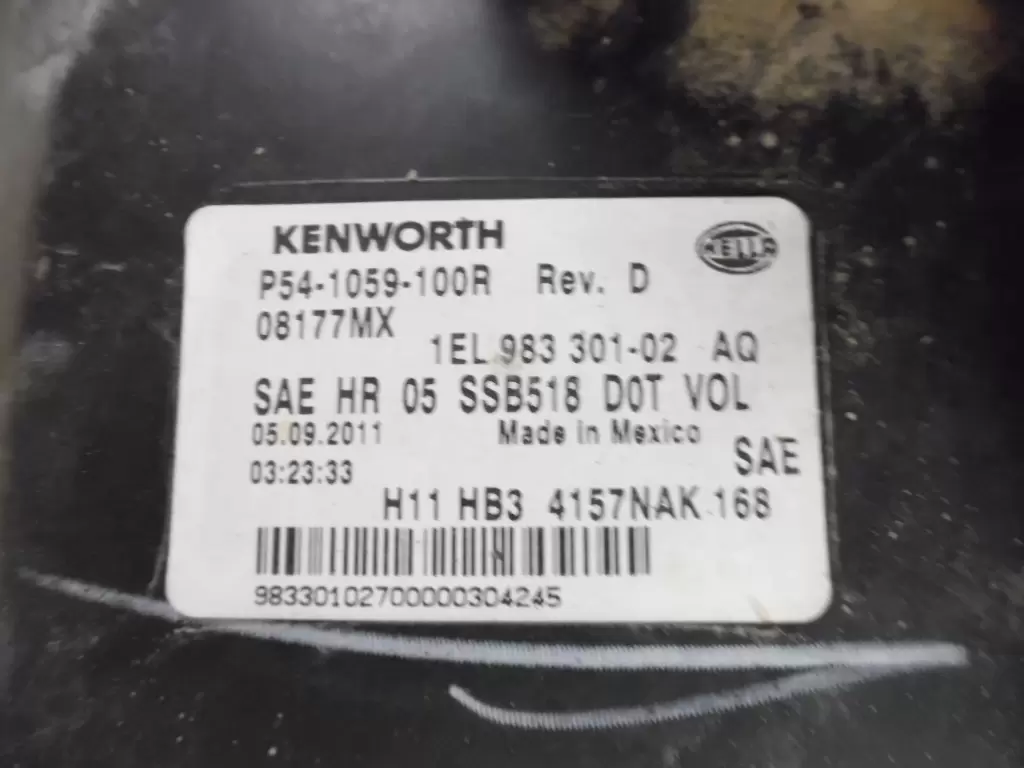 KENWORTH
HELLA
P54-1059-100R Rev. D
08177MX
1EL 983 301-02 AQ
SAE HR 05 SSB518 DOT VOL
05.09.2011 Made in Mexico
SAE
03:23:33
H11 HB3 4157NAK 168
98330102700000304245